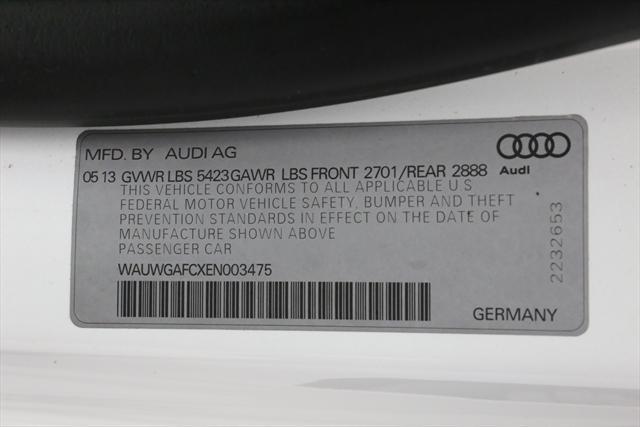 MFD. BY AUDI AG
05 13 GVWR LBS 5423 GAWR LBS FRONT 2701/REAR 2888
Audi
THIS VEHICLE CONFORMS TO ALL APPLICABLE U S
FEDERAL MOTOR VEHICLE SAFETY, BUMPER AND THEFT
PREVENTION STANDARDS IN EFFECT ON THE DATE OF
MANUFACTURE SHOWN ABOVE
PASSENGER CAR
WAUWGAFCXEN003475
2232653
GERMANY